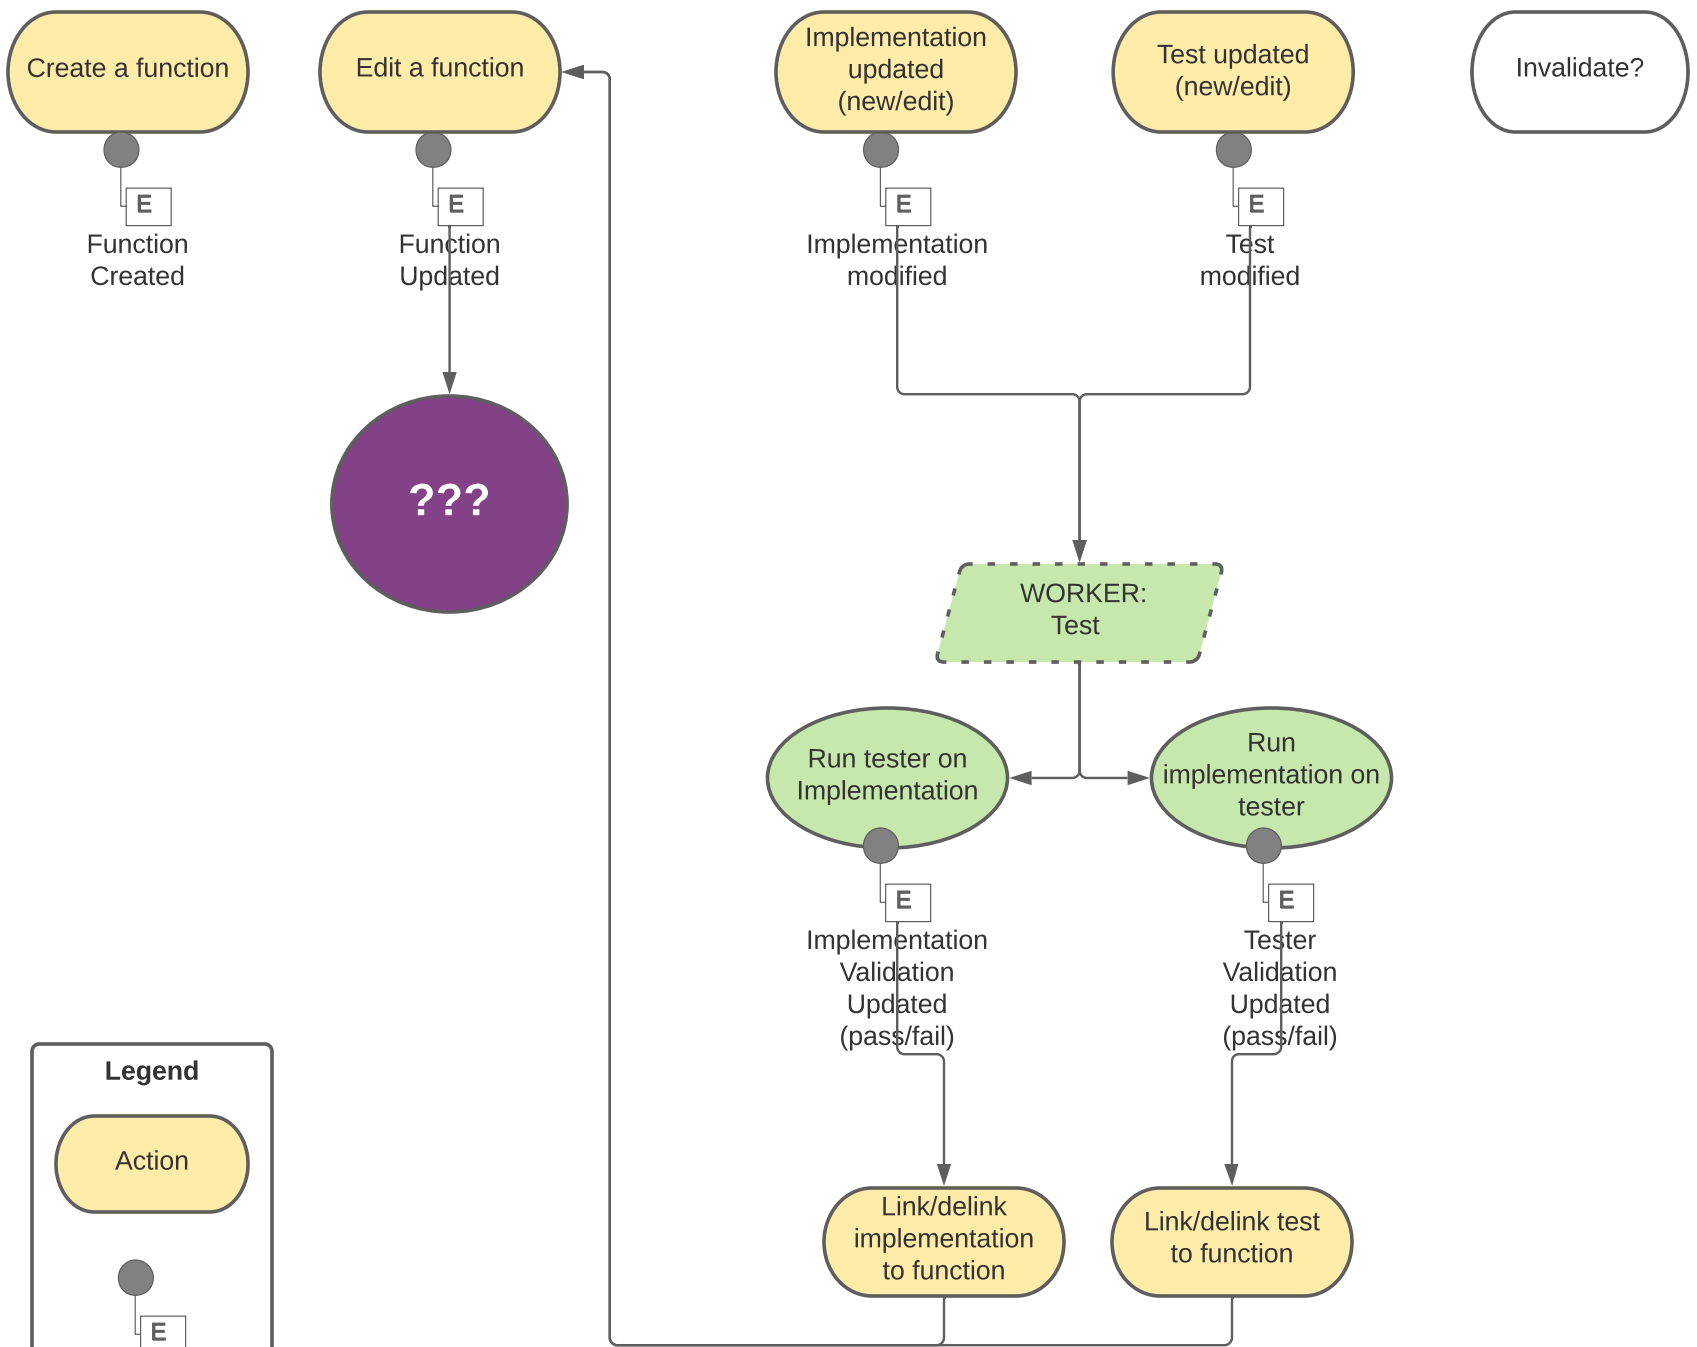 Create a function
E
Function
Created
Edit a function
E
Function
Updated
???
Implementation
updated
(new/edit)
E
Implementation
modified
Test updated
(new/edit)
E
Test
modified
Invalidate?
WORKER:
Test
Run tester on
Implementation
E
Implementation
Validation
Updated
(pass/fail)
Run
implementation on
tester
E
Tester
Validation
Updated
(pass/fail)
Link/delink
implementation
to function
Link/delink test
to function
Legend
Action
E